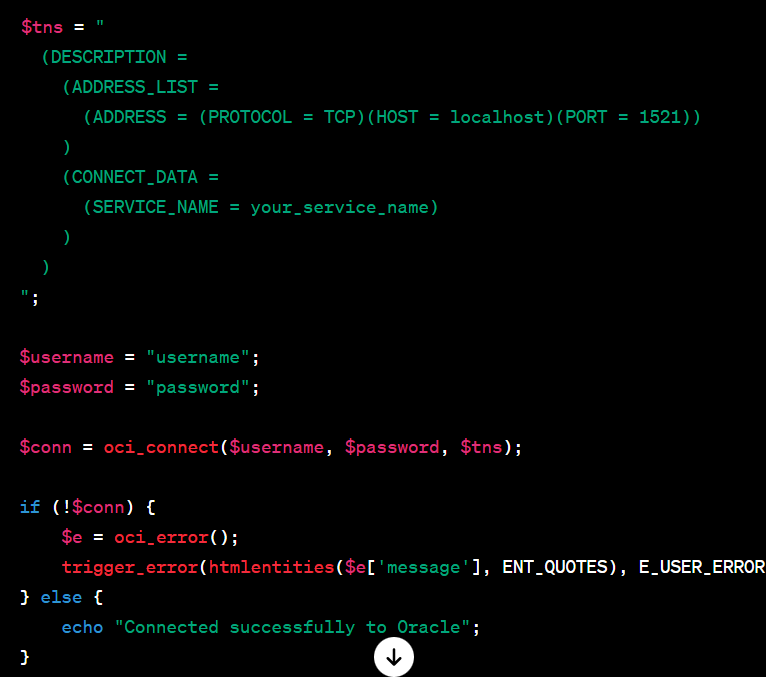 $tns = "
  (DESCRIPTION =
    (ADDRESS_LIST =
      (ADDRESS = (PROTOCOL = TCP)(HOST = localhost)(PORT = 1521))
    )
    (CONNECT_DATA =
      (SERVICE_NAME = your_service_name)
    )
  )
";

$username = "username";
$password = "password";

$conn = oci_connect($username, $password, $tns);

if (!$conn) {
    $e = oci_error();
    trigger_error(htmlentities($e['message'], ENT_QUOTES), E_USER_ERROR
} else {
    echo "Connected successfully to Oracle";
}